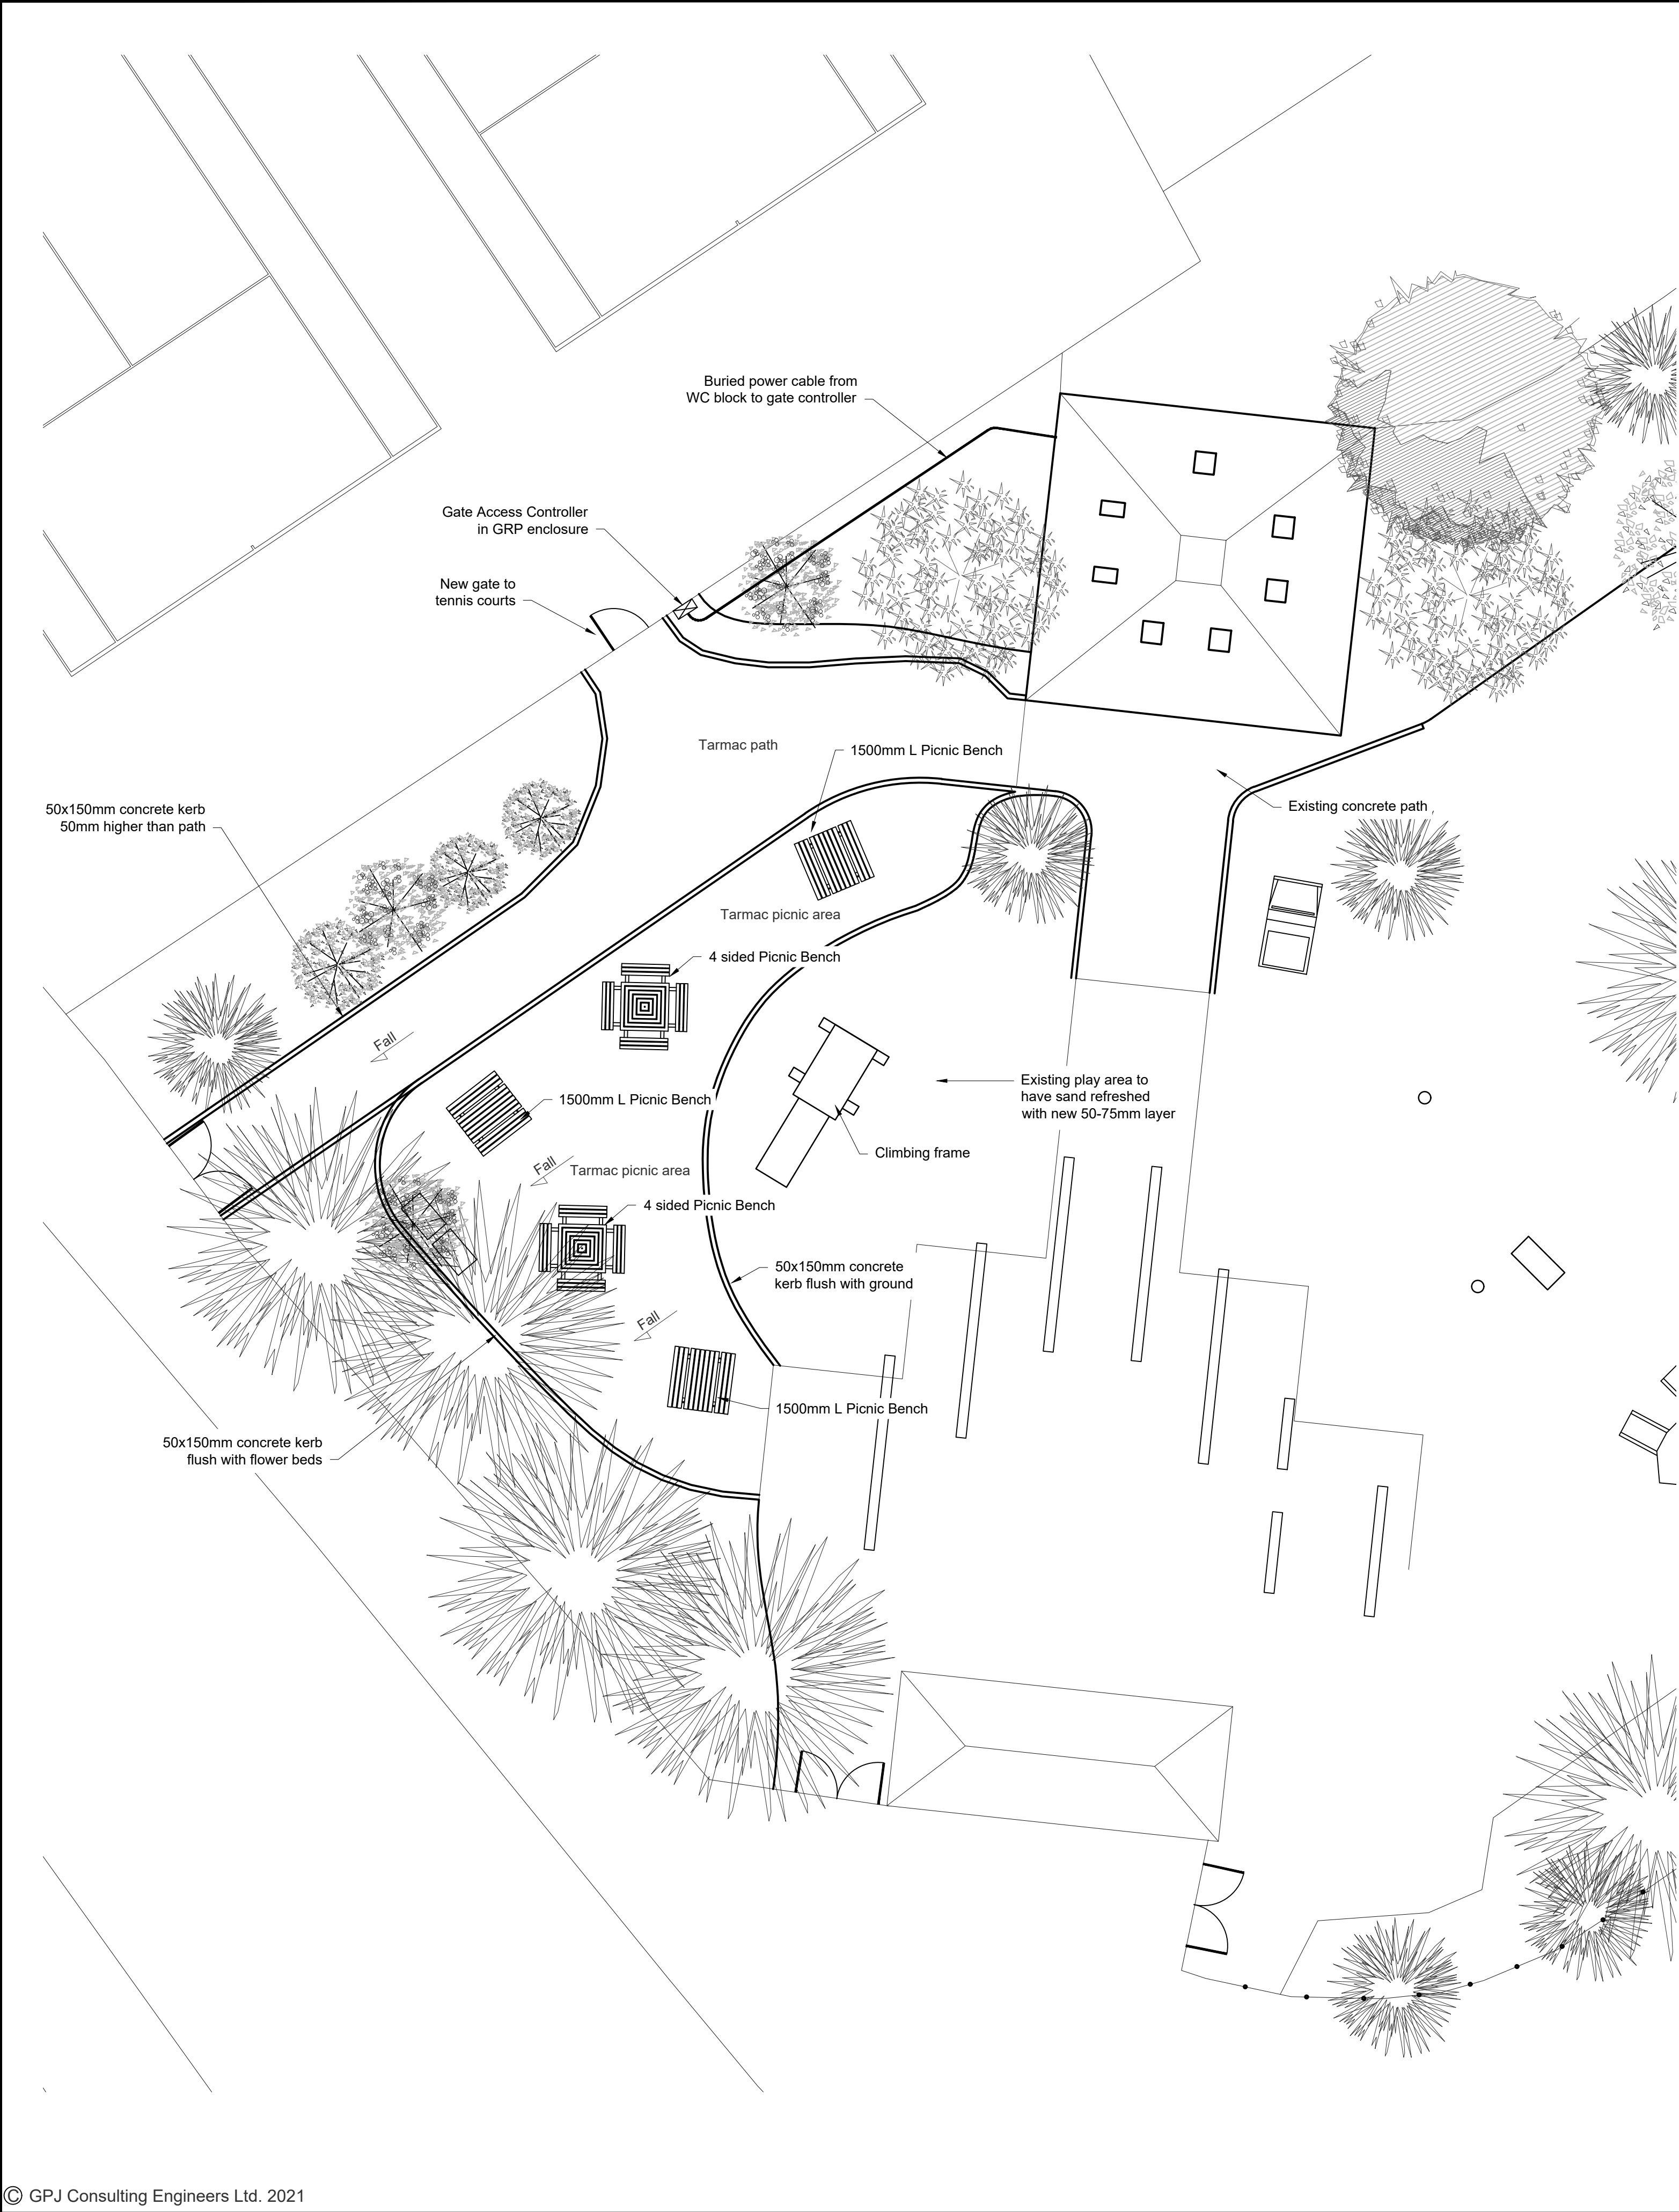 Buried power cable from
WC block to gate controller
Gate Access Controller
in GRP enclosure
New gate to
tennis courts
Tarmac path
1500mm L Picnic Bench
50x150mm concrete kerb
50mm higher than path
Existing concrete path
Tarmac picnic area
4 sided Picnic Bench
Fall
1500mm L Picnic Bench
Existing play area to
have sand refreshed
with new 50-75mm layer
Climbing frame
Fall
Tarmac picnic area
4 sided Picnic Bench
50x150mm concrete
kerb flush with ground
Fall
1500mm L Picnic Bench
50x150mm concrete kerb
flush with flower beds
© GPJ Consulting Engineers Ltd. 2021